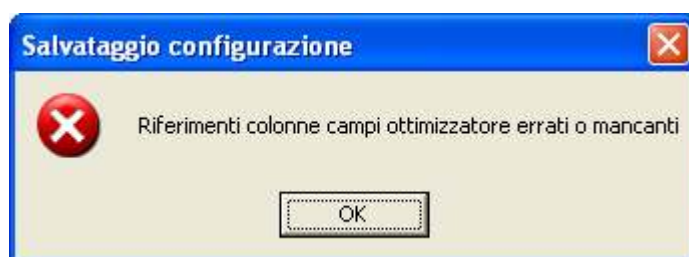 Salvataggio configurazione
Riferimenti colonne campi ottimizzatore errati o mancanti
OK